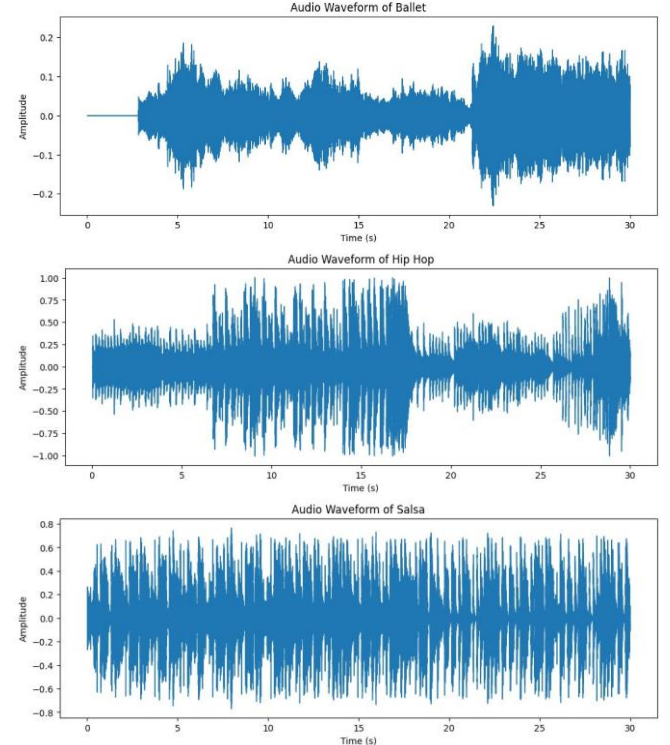 Audio Waveform of Ballet
0.2
0.1
0.0
−0.1
−0.2
Amplitude
0 5 10 15 20 25 30
Time (s)
Audio Waveform of Hip Hop
1.00
0.75
0.50
0.25
0.00
−0.25
−0.50
−0.75
−1.00
Amplitude
0 5 10 15 20 25 30
Time (s)
Audio Waveform of Salsa
0.8
0.6
0.4
0.2
0.0
−0.2
−0.4
−0.6
−0.8
Amplitude
0 5 10 15 20 25 30
Time (s)